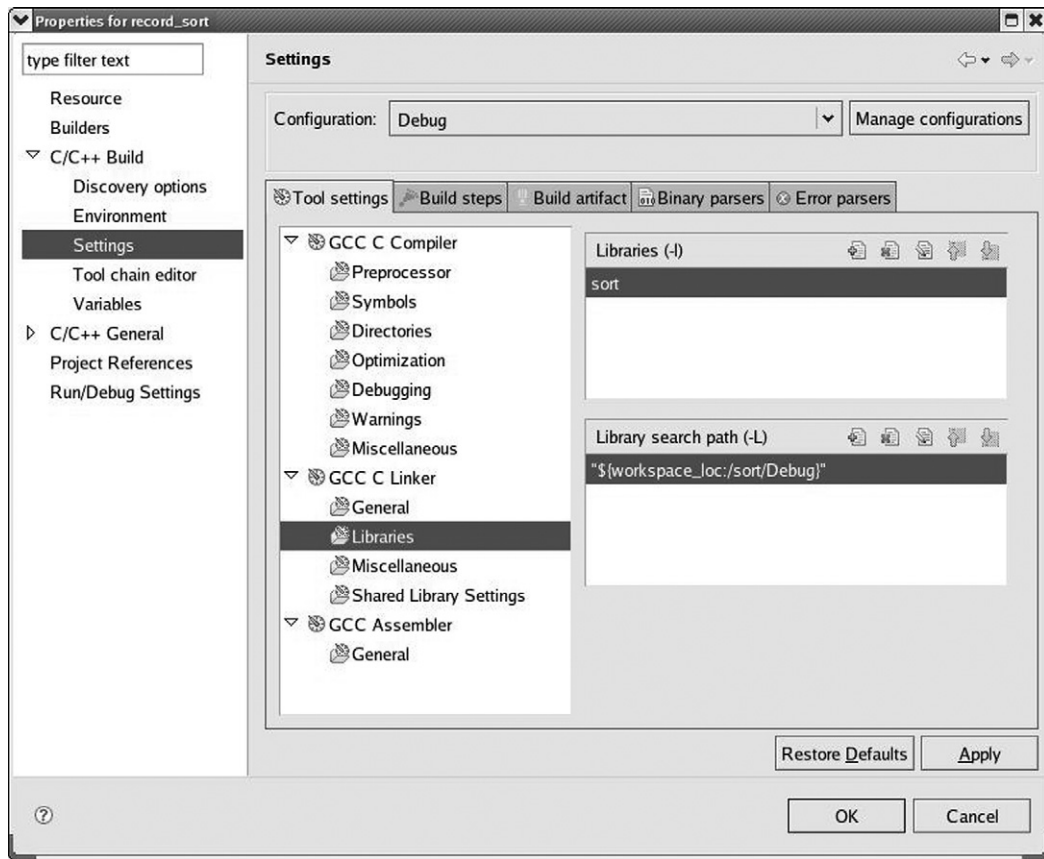 Properties for record_sort
type filter text
Resource
Builders
C/C++ Build
Discovery options
Environment
Settings
Tool chain editor
Variables
C/C++ General
Project References
Run/Debug Settings
Settings
Configuration:
Debug
Manage configurations
Tool settings
Build steps
Build artifact
Binary parsers
Error parsers
GCC C Compiler
Preprocessor
Symbols
Directories
Optimization
Debugging
Warnings
Miscellaneous
GCC C Linker
General
Libraries
Miscellaneous
Shared Library Settings
GCC Assembler
General
Libraries (-l)
sort
Library search path (-L)
"${workspace_loc:/sort/Debug}"
Restore Defaults
Apply
OK
Cancel